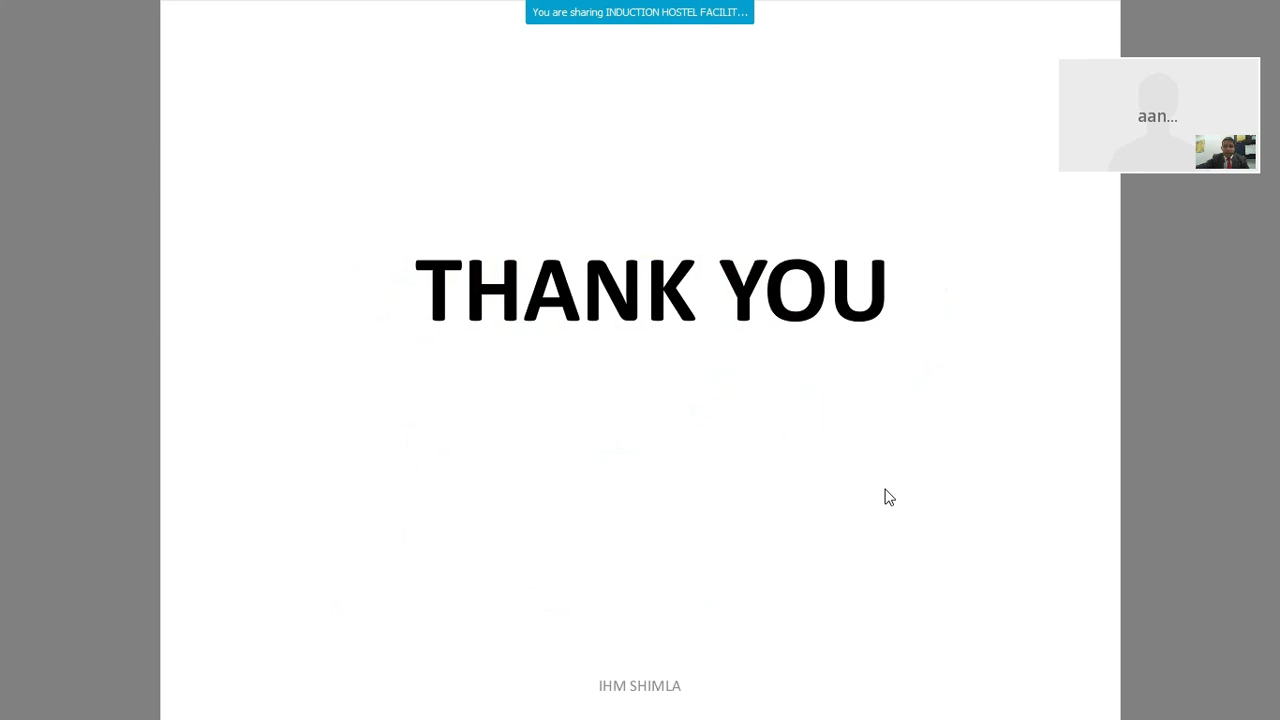 You are sharing INDUCTION HOSTEL FACILIT...
aan...
THANK YOU
IHM SHIMLA